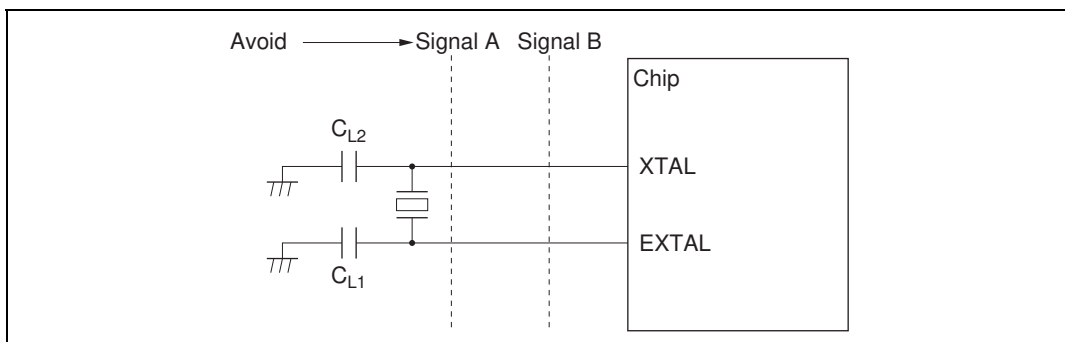 Avoid Signal A Signal B
Chip
CL2
XTAL
EXTAL
CL1